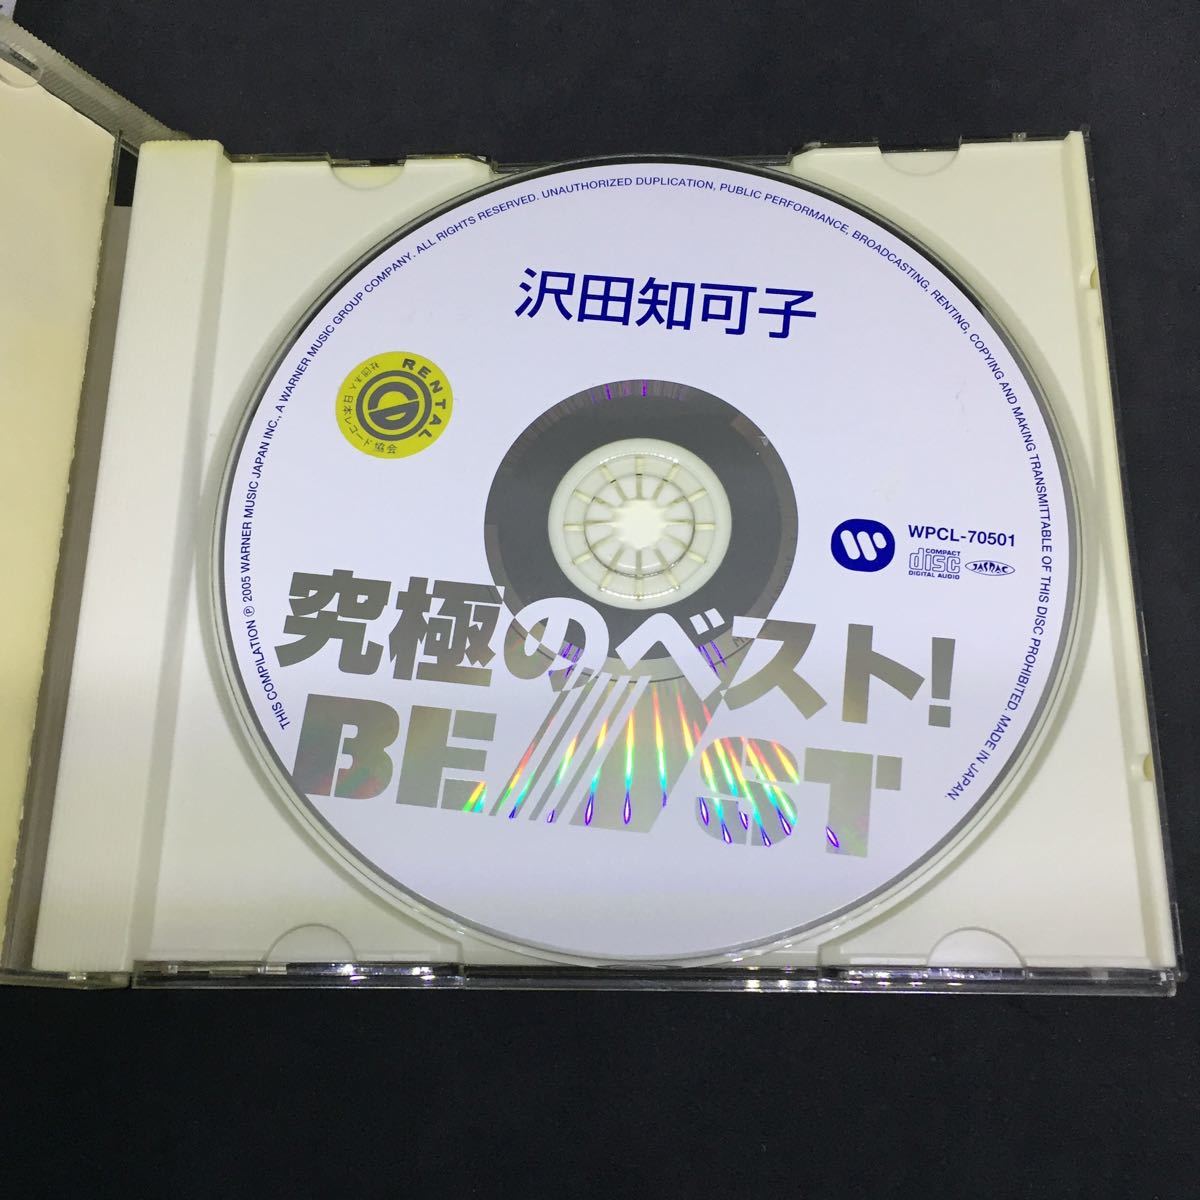 THIS COMPILATION ℗ 2005 WARNER MUSIC JAPAN INC., A WARNER MUSIC GROUP COMPANY. ALL RIGHTS RESERVED. UNAUTHORIZED DUPLICATION, PUBLIC PERFORMANCE, BROADCASTING, RENTING, COPYING AND MAKING TRANSMITTABLE OF THIS DISC PROHIBITED. MADE IN JAPAN.
沢田知可子
RENTAL
日本レコード協会
WPCL-70501
COMPACT
disc
DIGITAL AUDIO
JASRAC
究極のベスト!
BEST